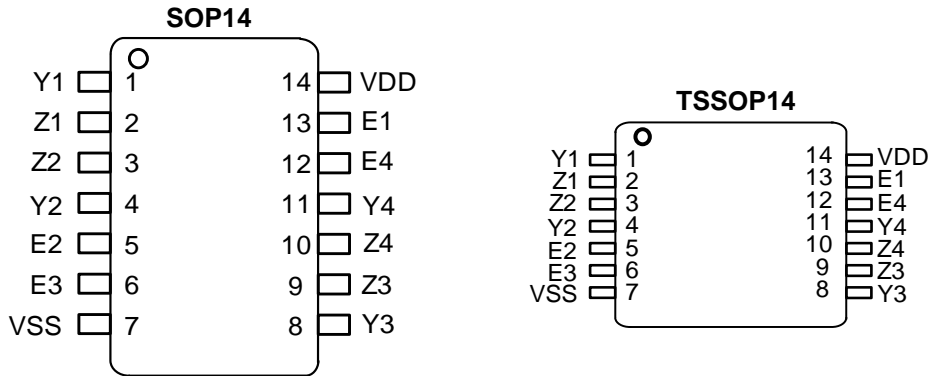 SOP14
Y1 1 14 VDD
Z1 2 13 E1
Z2 3 12 E4
Y2 4 11 Y4
E2 5 10 Z4
E3 6 9 Z3
VSS 7 8 Y3
TSSOP14
Y1 1 14 VDD
Z1 2 13 E1
Z2 3 12 E4
Y2 4 11 Y4
E2 5 10 Z4
E3 6 9 Z3
VSS 7 8 Y3